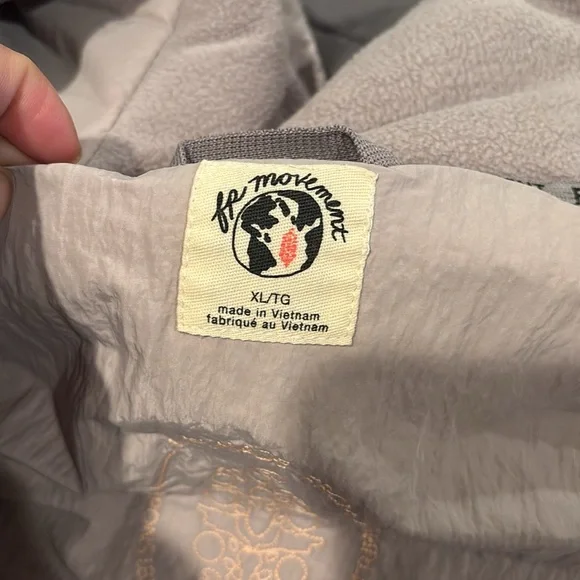 fp movement
XL/TG
made in Vietnam
fabriqué au Vietnam